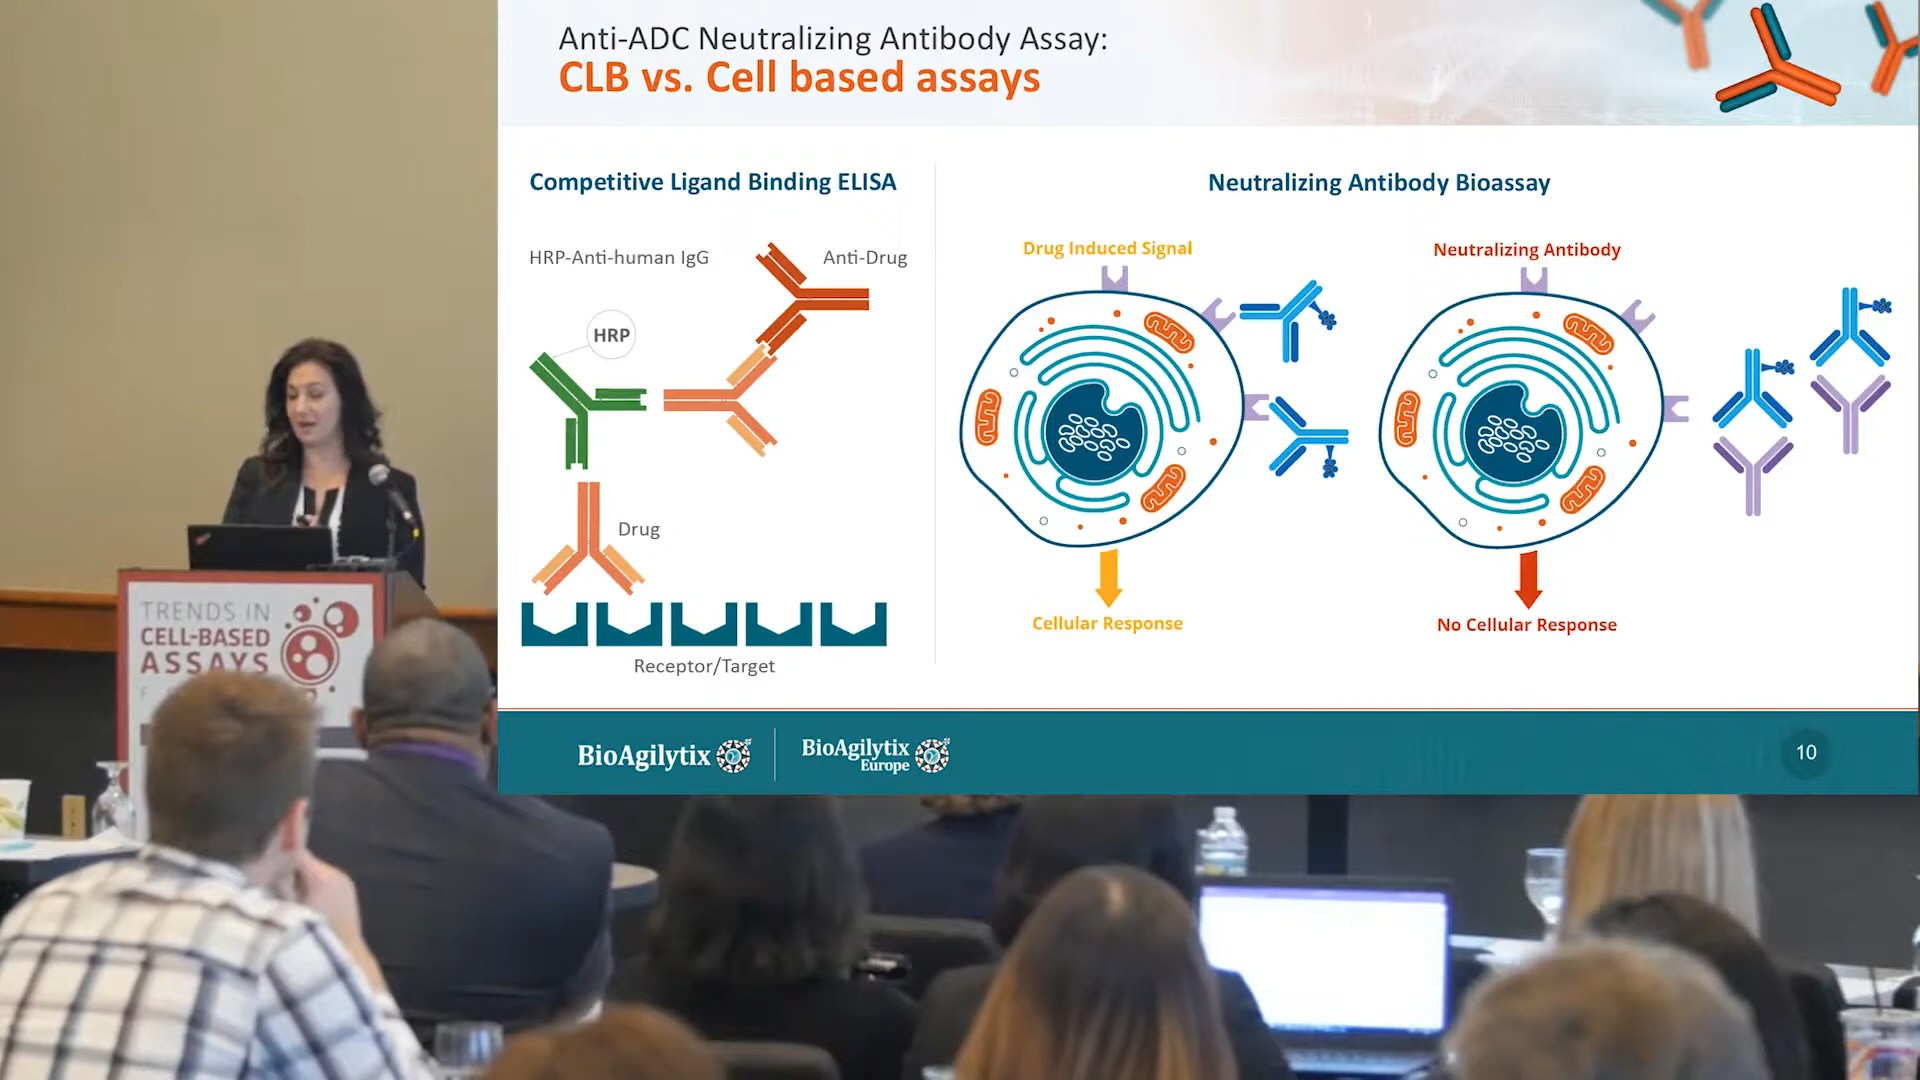 Anti-ADC Neutralizing Antibody Assay:
CLB vs. Cell based assays
Competitive Ligand Binding ELISA
HRP-Anti-human IgG
Anti-Drug
HRP
Drug
Receptor/Target
Neutralizing Antibody Bioassay
Drug Induced Signal
Neutralizing Antibody
Cellular Response
No Cellular Response
BioAgilytix
BioAgilytix
Europe
10
TRENDS IN
CELL-BASED
ASSAYS